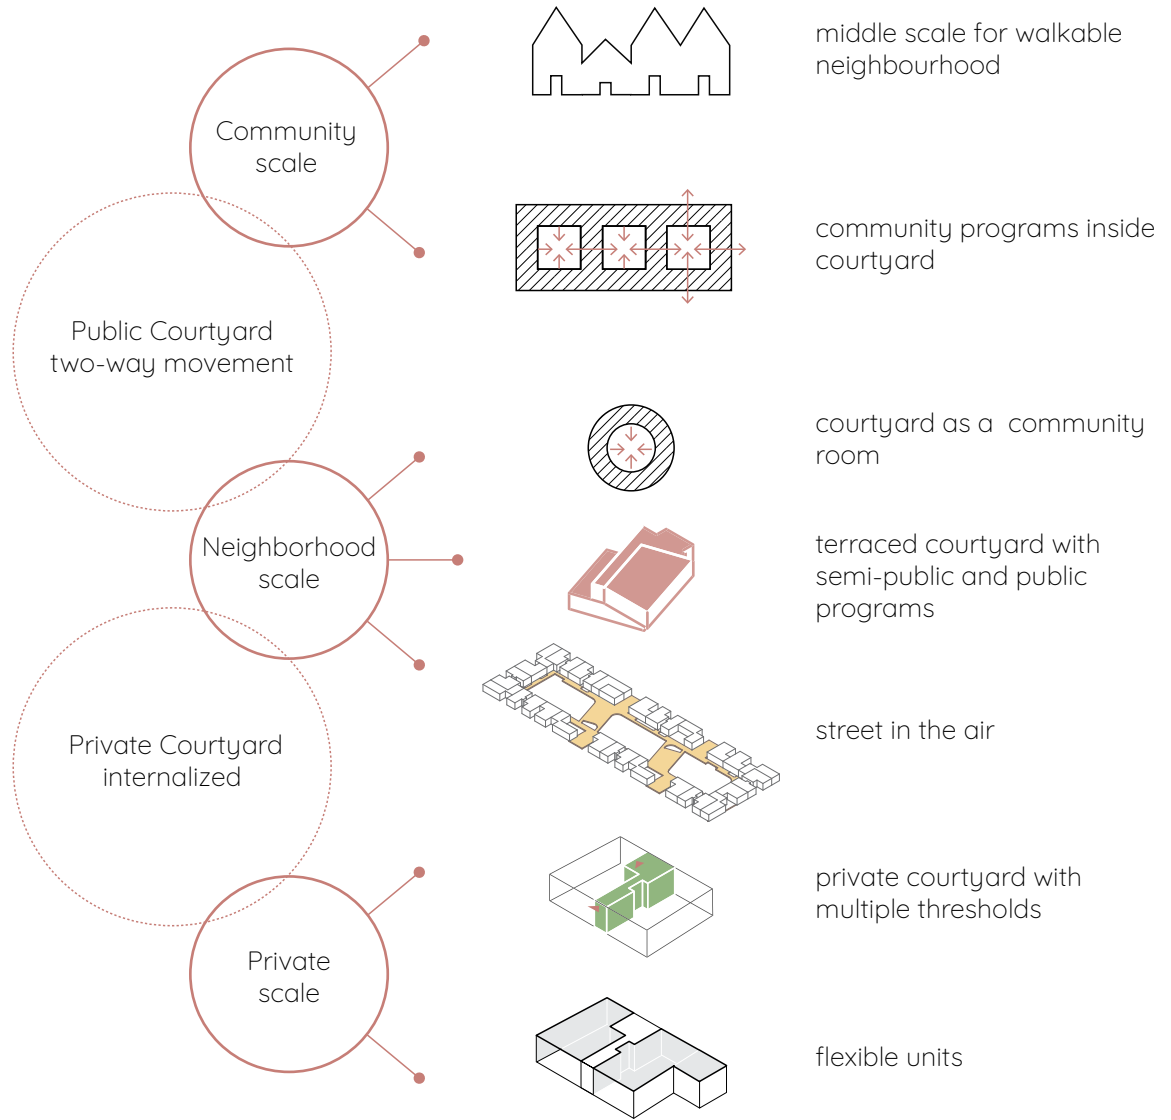 middle scale for walkable
neighbourhood
Community
scale
community programs inside
courtyard
Public Courtyard
two-way movement
courtyard as a community
room
Neighborhood
scale
terraced courtyard with
semi-public and public
programs
street in the air
Private Courtyard
internalized
private courtyard with
multiple thresholds
Private
scale
flexible units